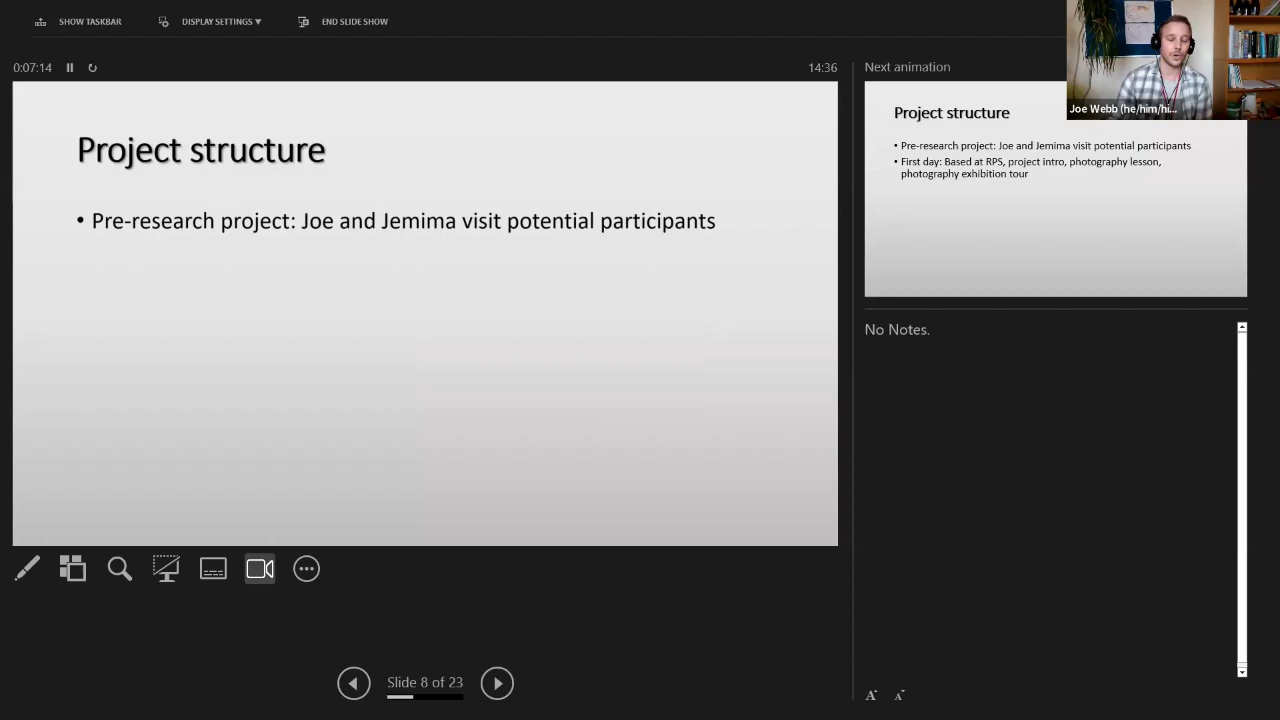 SHOW TASKBAR
DISPLAY SETTINGS ▼
END SLIDE SHOW
0:07:14
14:36
Project structure
• Pre-research project: Joe and Jemima visit potential participants
Slide 8 of 23
Next animation
Project structure
• Pre-research project: Joe and Jemima visit potential participants
• First day: Based at RPS, project intro, photography lesson,
photography exhibition tour
Joe Webb (he/him/hi...
No Notes.
A A